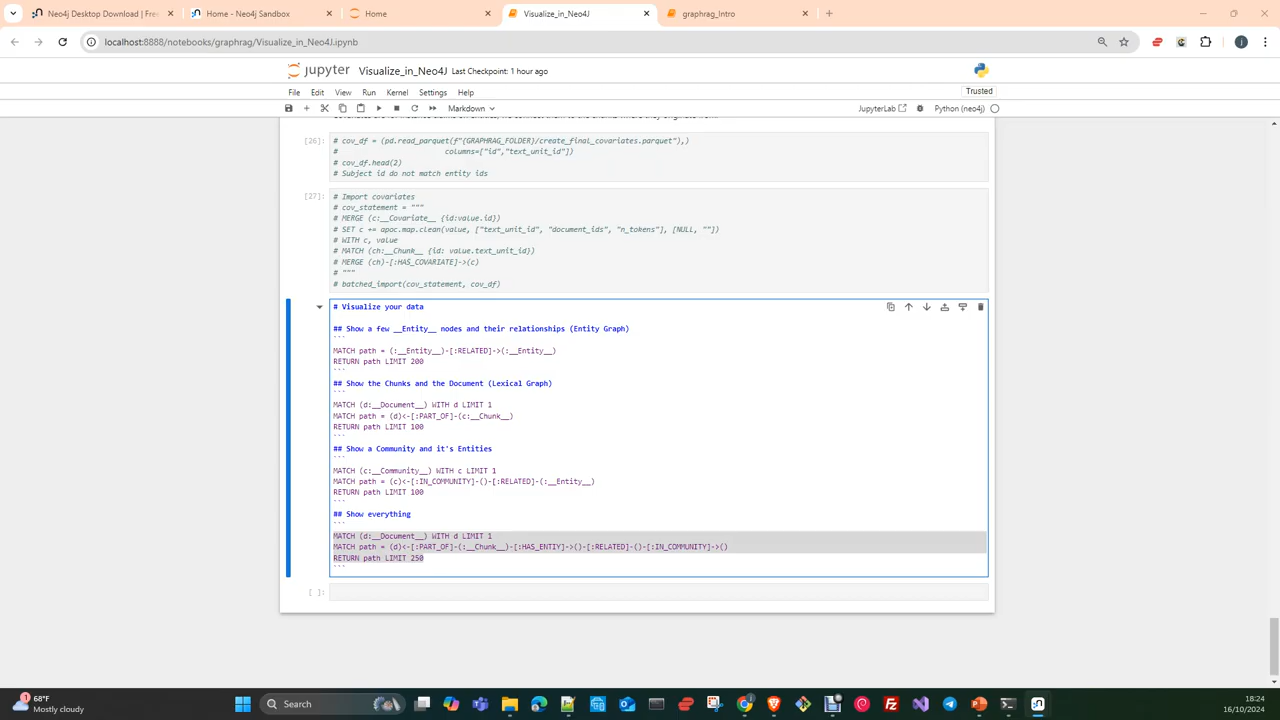 Neo4j Desktop Download | Free
Home - Neo4j Sandbox
Home
Visualize_in_Neo4J
graphrag_Intro
localhost:8888/notebooks/graphrag/Visualize_in_Neo4J.ipynb
jupyter Visualize_in_Neo4J Last Checkpoint: 1 hour ago
File Edit View Run Kernel Settings Help
Trusted
Markdown
JupyterLab
Python (neo4j)
[26]:
# cov_df = (pd.read_parquet(f"{GRAPHRAG_FOLDER}/create_final_covariates.parquet"),)
# columns=["id","text_unit_id"])
# cov_df.head(2)
# Subject id do not match entity ids
[27]:
# Import covariates
# cov_statement = """
# MERGE (c:__Covariate__ {id:value.id})
# SET c += apoc.map.clean(value, ["text_unit_id", "document_ids", "n_tokens"], [NULL, ""])
# WITH c, value
# MATCH (ch:__Chunk__ {id: value.text_unit_id})
# MERGE (ch)-[:HAS_COVARIATE]->(c)
# """
# batched_import(cov_statement, cov_df)
# Visualize your data
## Show a few __Entity__ nodes and their relationships (Entity Graph)
```
MATCH path = (:__Entity__)-[:RELATED]->(:__Entity__)
RETURN path LIMIT 200
```
## Show the Chunks and the Document (Lexical Graph)
```
MATCH (d:__Document__) WITH d LIMIT 1
MATCH path = (d)<-[:PART_OF]-(c:__Chunk__)
RETURN path LIMIT 100
```
## Show a Community and it's Entities
```
MATCH (c:__Community__) WITH c LIMIT 1
MATCH path = (c)<-[:IN_COMMUNITY]-()-[:RELATED]-(:__Entity__)
RETURN path LIMIT 100
```
## Show everything
```
MATCH (d:__Document__) WITH d LIMIT 1
MATCH path = (d)<-[:PART_OF]-(:__Chunk__)-[:HAS_ENTIY]->()-[:RELATED]-()-[:IN_COMMUNITY]->()
RETURN path LIMIT 250
```
[ ]:
68°F
Mostly cloudy
Search
18:24
16/10/2024